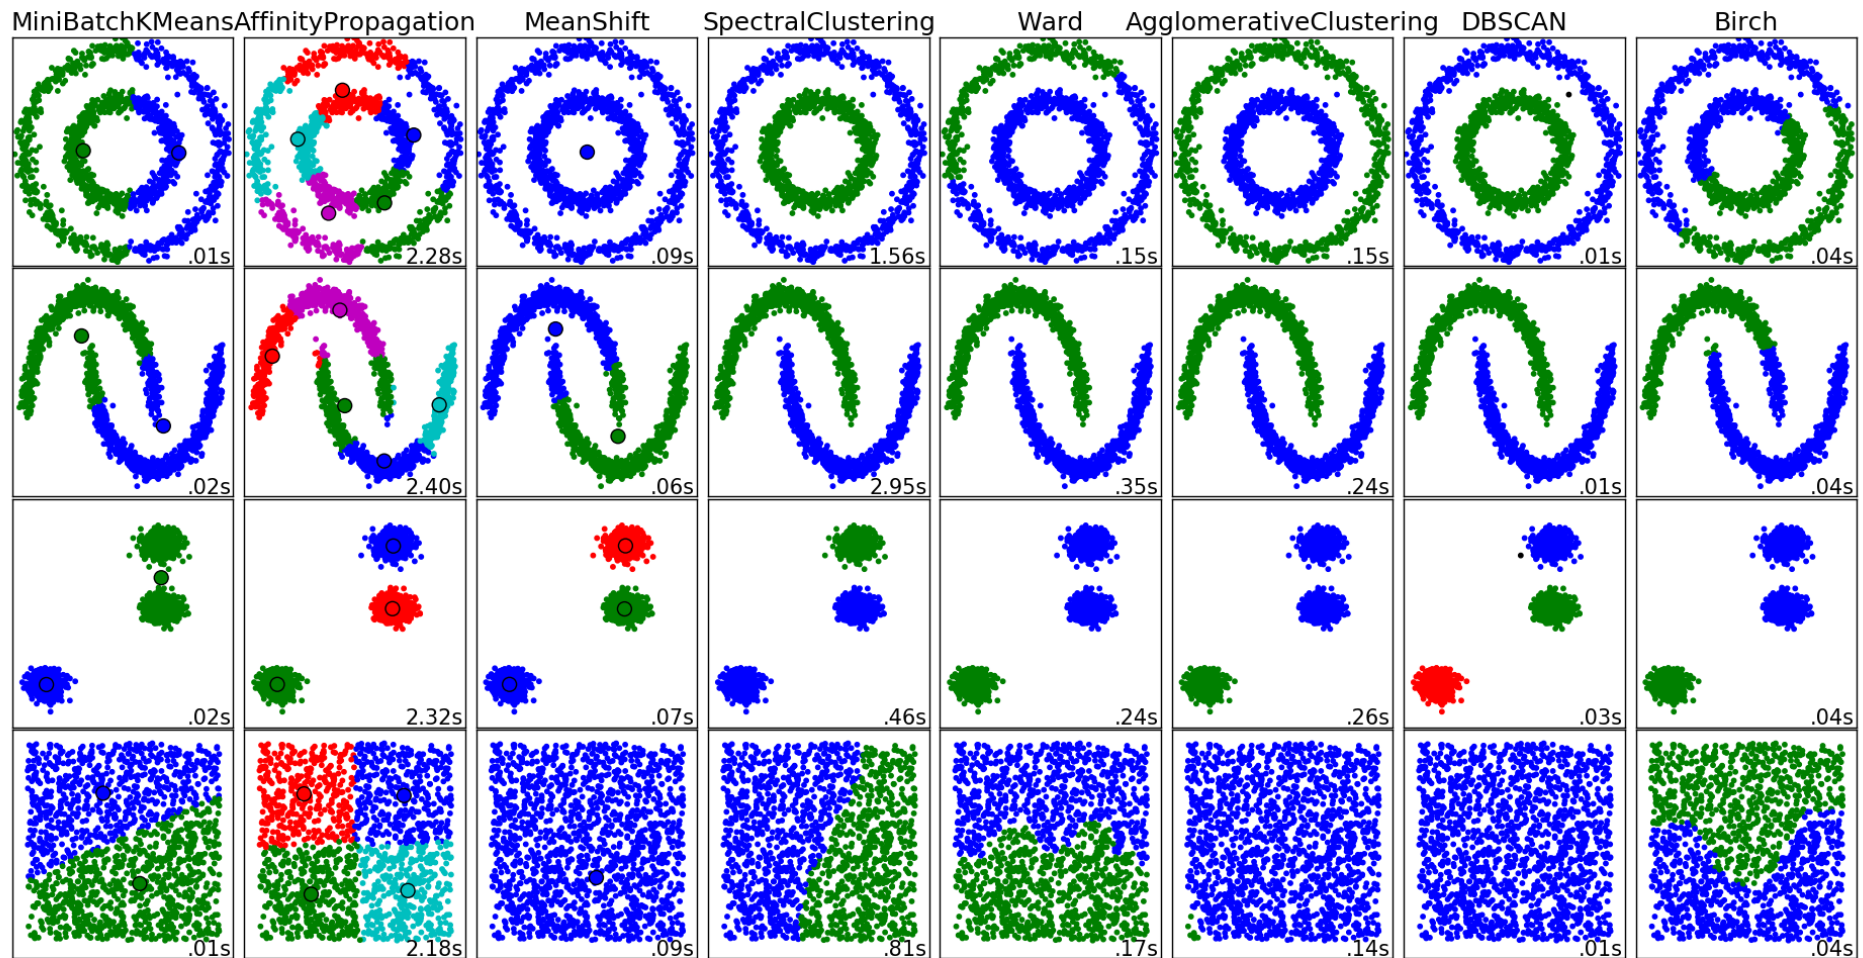 MiniBatchKMeans AffinityPropagation MeanShift SpectralClustering Ward AgglomerativeClustering DBSCAN Birch
.01s 2.28s .09s 1.56s .15s .15s .01s .04s
.02s 2.40s .06s 2.95s .35s .24s .01s .04s
.02s 2.32s .07s .46s .24s .26s .03s .04s
.01s 2.18s .09s .81s .17s .14s .01s .04s